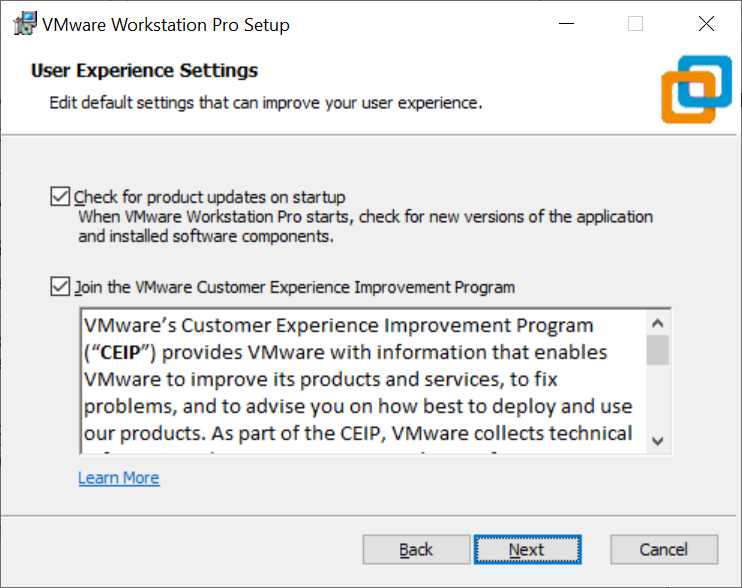 VMware Workstation Pro Setup
User Experience Settings
Edit default settings that can improve your user experience.
Check for product updates on startup
When VMware Workstation Pro starts, check for new versions of the application
and installed software components.
Join the VMware Customer Experience Improvement Program
VMware’s Customer Experience Improvement Program
(“CEIP”) provides VMware with information that enables
VMware to improve its products and services, to fix
problems, and to advise you on how best to deploy and use
our products. As part of the CEIP, VMware collects technical
Learn More
Back
Next
Cancel